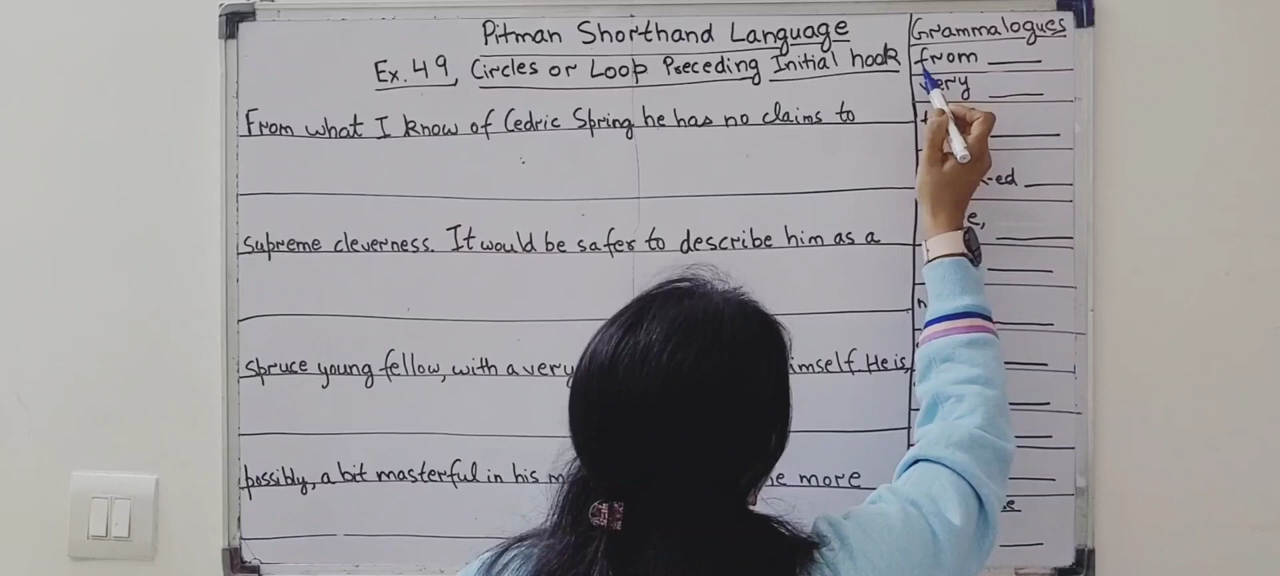 Pitman Shorthand Language
Ex. 49, Circles or Loop Preceding Initial hook
From what I know of Cedric Spring he has no claims to
supreme cleverness. It would be safer to describe him as a
spruce young fellow, with a very
himself. He is,
possibly, a bit masterful in his
more
Grammalogues
from
very
-ed